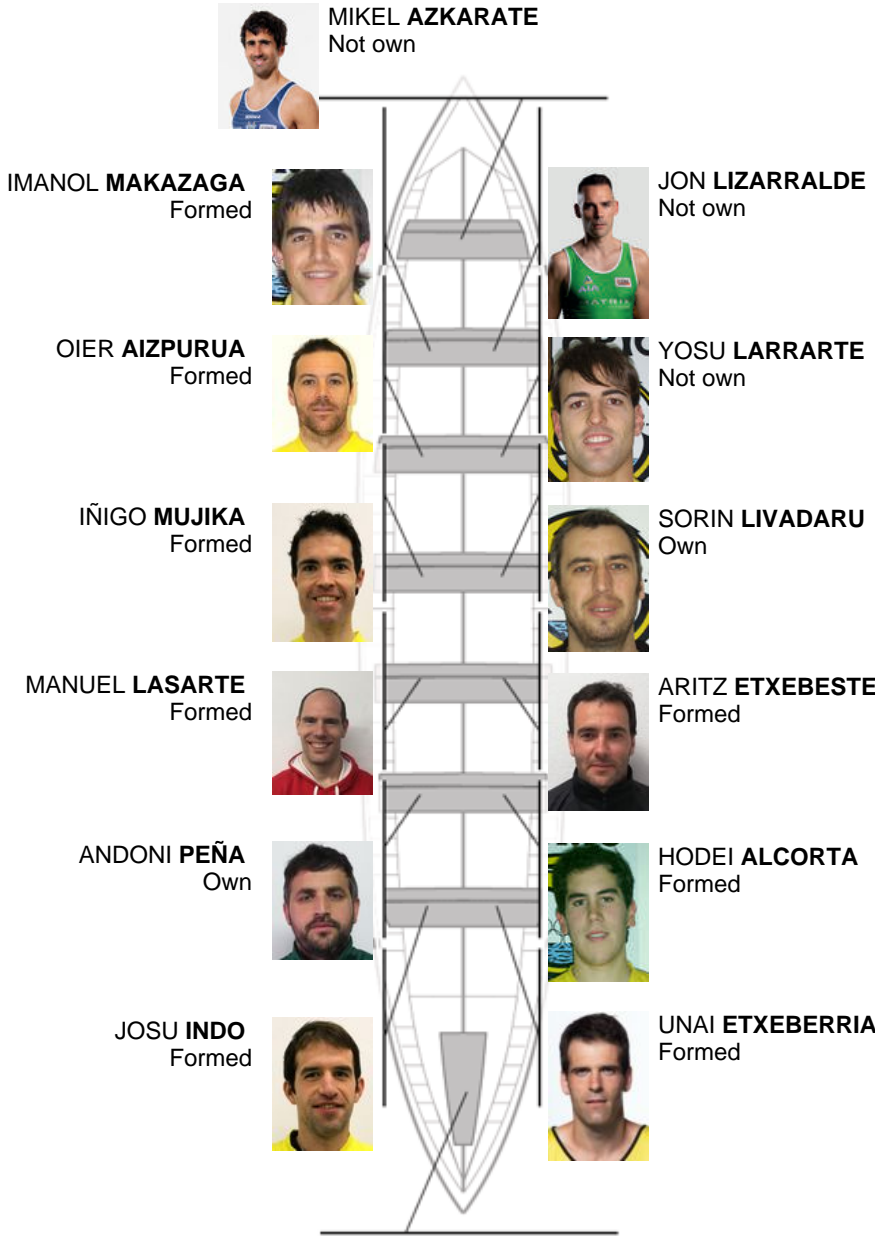 MIKEL AZKARATE
Not own
IMANOL MAKAZAGA
Formed
JON LIZARRALDE
Not own
OIER AIZPURUA
Formed
YOSU LARRARTE
Not own
IÑIGO MUJIKA
Formed
SORIN LIVADARU
Own
MANUEL LASARTE
Formed
ARITZ ETXEBESTE
Formed
ANDONI PEÑA
Own
HODEI ALCORTA
Formed
JOSU INDO
Formed
UNAI ETXEBERRIA
Formed